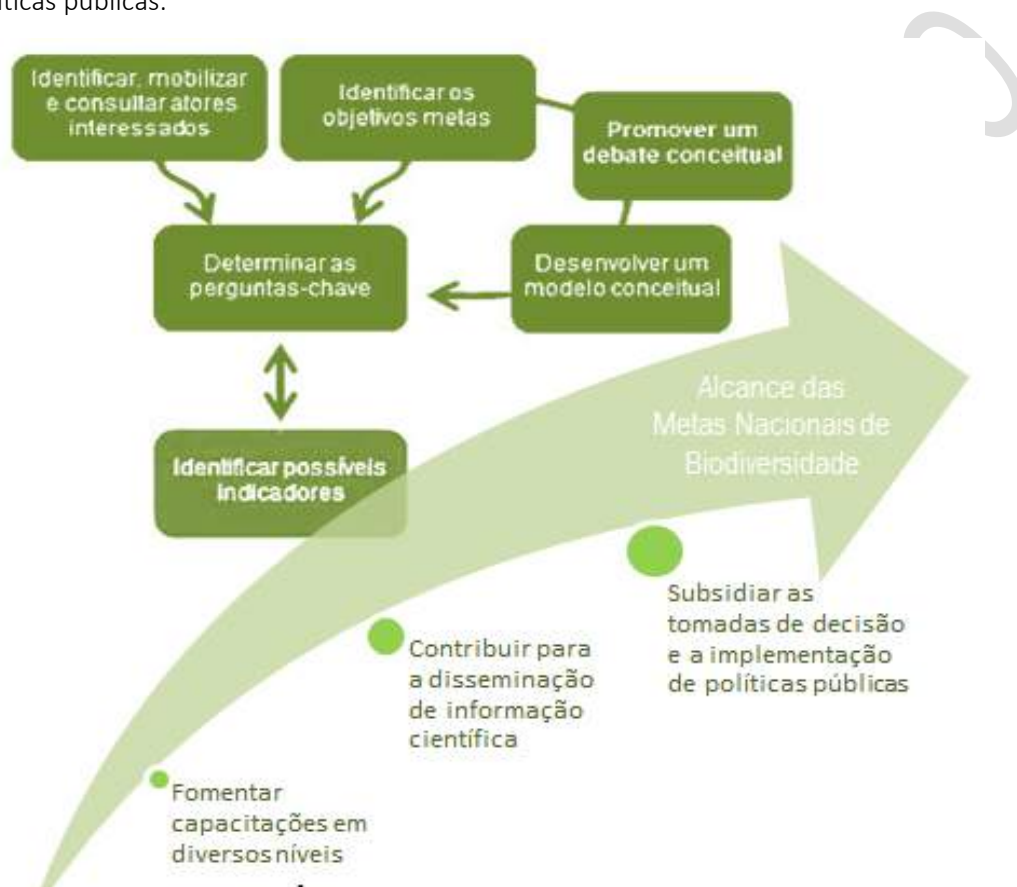 políticas públicas.
Identificar, mobilizar
e consultar atores
interessados
Identificar os
objetivos metas
Promover um
debate conceitual
Determinar as
perguntas-chave
Desenvolver um
modelo conceitual
Identificar possíveis
indicadores
Alcance das
Metas Nacionais de
Biodiversidade
Subsidiar as
tomadas de decisão
e a implementação
de políticas públicas
Contribuir para
a disseminação
de informação
científica
Fomentar
capacitações em
diversos níveis